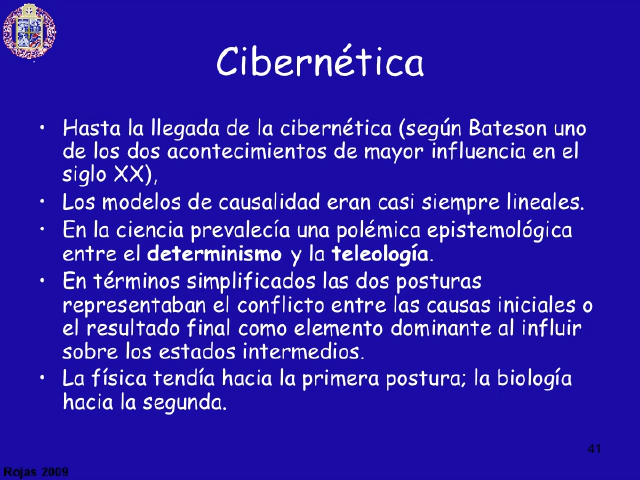 Cibernética
• Hasta la llegada de la cibernética (según Bateson uno
de los dos acontecimientos de mayor influencia en el
siglo XX),
• Los modelos de causalidad eran casi siempre lineales.
• En la ciencia prevalecía una polémica epistemológica
entre el determinismo y la teleología.
• En términos simplificados las dos posturas
representaban el conflicto entre las causas iniciales o
el resultado final como elemento dominante al influir
sobre los estados intermedios.
• La física tendía hacia la primera postura; la biología
hacia la segunda.
41
Rojas 2009